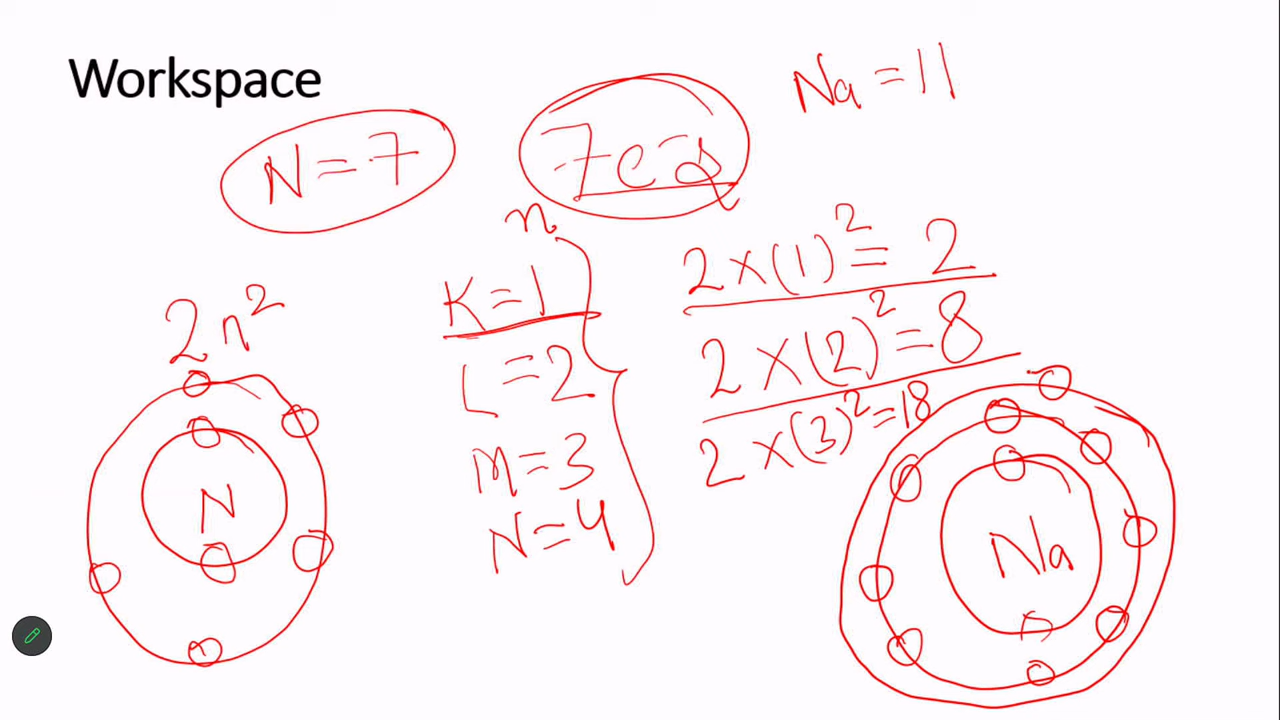 Workspace
Na = 11
N = 7
7e⁻s
n
K = 1
L = 2
M = 3
N = 4
2 × (1)² = 2
2 × (2)² = 8
2 × (3)² = 18
2n²
N
Na